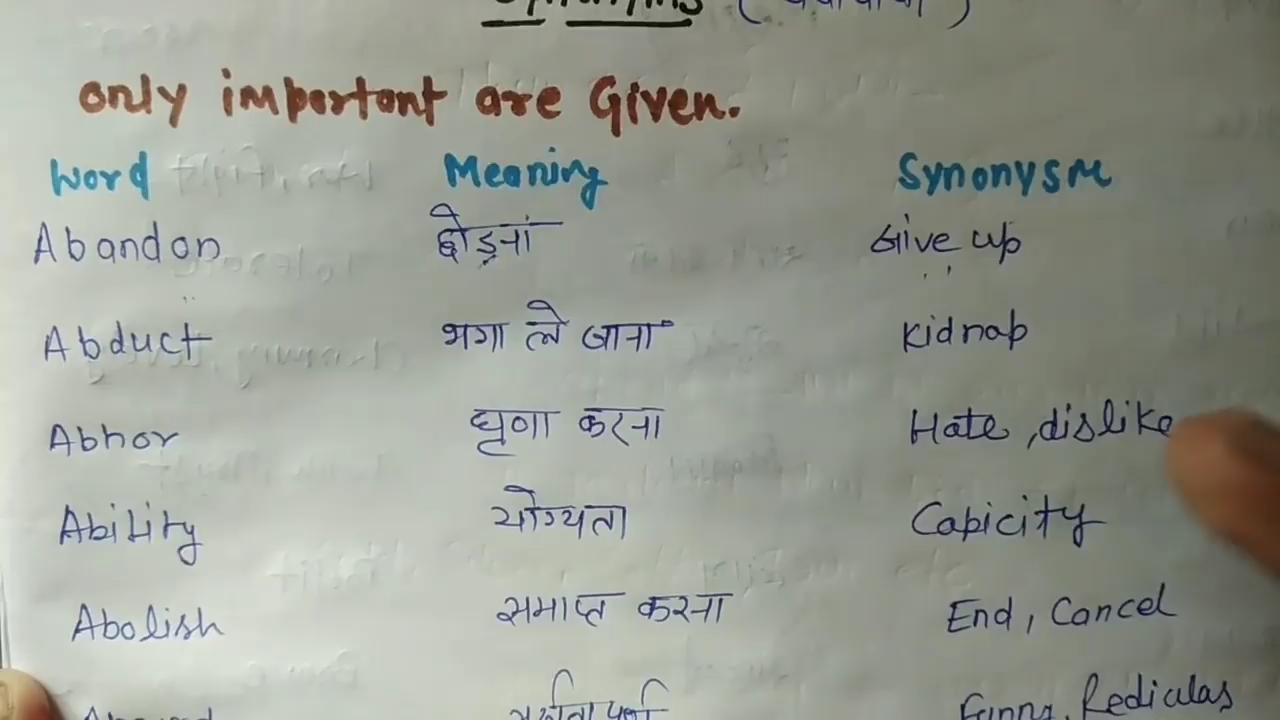 only important are Given.
Word Meaning Synonysm
Abandon छोड़ना Give up
Abduct भगा ले जाना Kidnap
Abhor घृणा करना Hate, dislike
Ability योग्यता Capicity
Abolish समाप्त करना End, Cancel
Rediculas